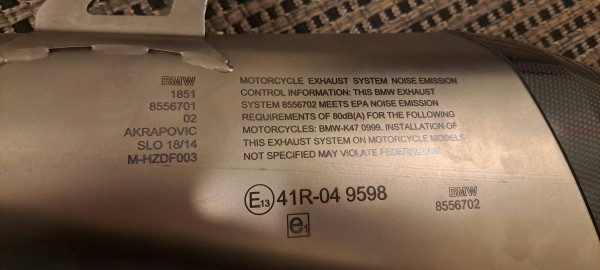 BMW
1851
8556701
02
AKRAPOVIC
SLO 18/14
M-HZDF003
MOTORCYCLE EXHAUST SYSTEM NOISE EMISSION
CONTROL INFORMATION: THIS BMW EXHAUST
SYSTEM 8556702 MEETS EPA NOISE EMISSION
REQUIREMENTS OF 80dB(A) FOR THE FOLLOWING
MOTORCYCLES: BMW-K47 0999. INSTALLATION OF
THIS EXHAUST SYSTEM ON MOTORCYCLE MODELS
NOT SPECIFIED MAY VIOLATE FEDERAL LAW.
E13 41R-04 9598
e1
BMW
8556702